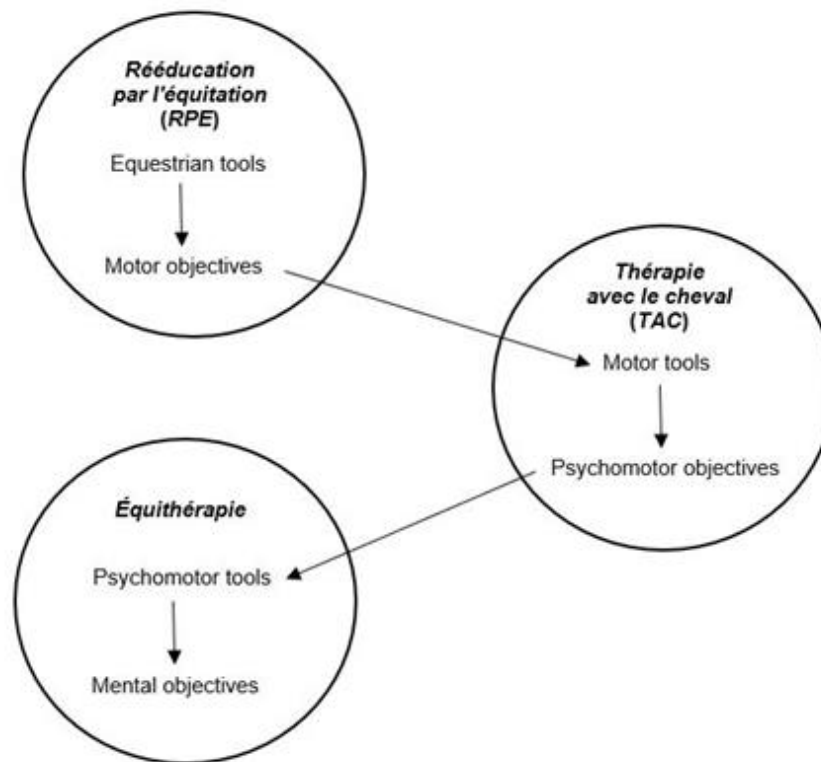 Rééducation
par l'équitation
(RPE)
Equestrian tools
Motor objectives
Thérapie
avec le cheval
(TAC)
Motor tools
Psychomotor objectives
Équithérapie
Psychomotor tools
Mental objectives